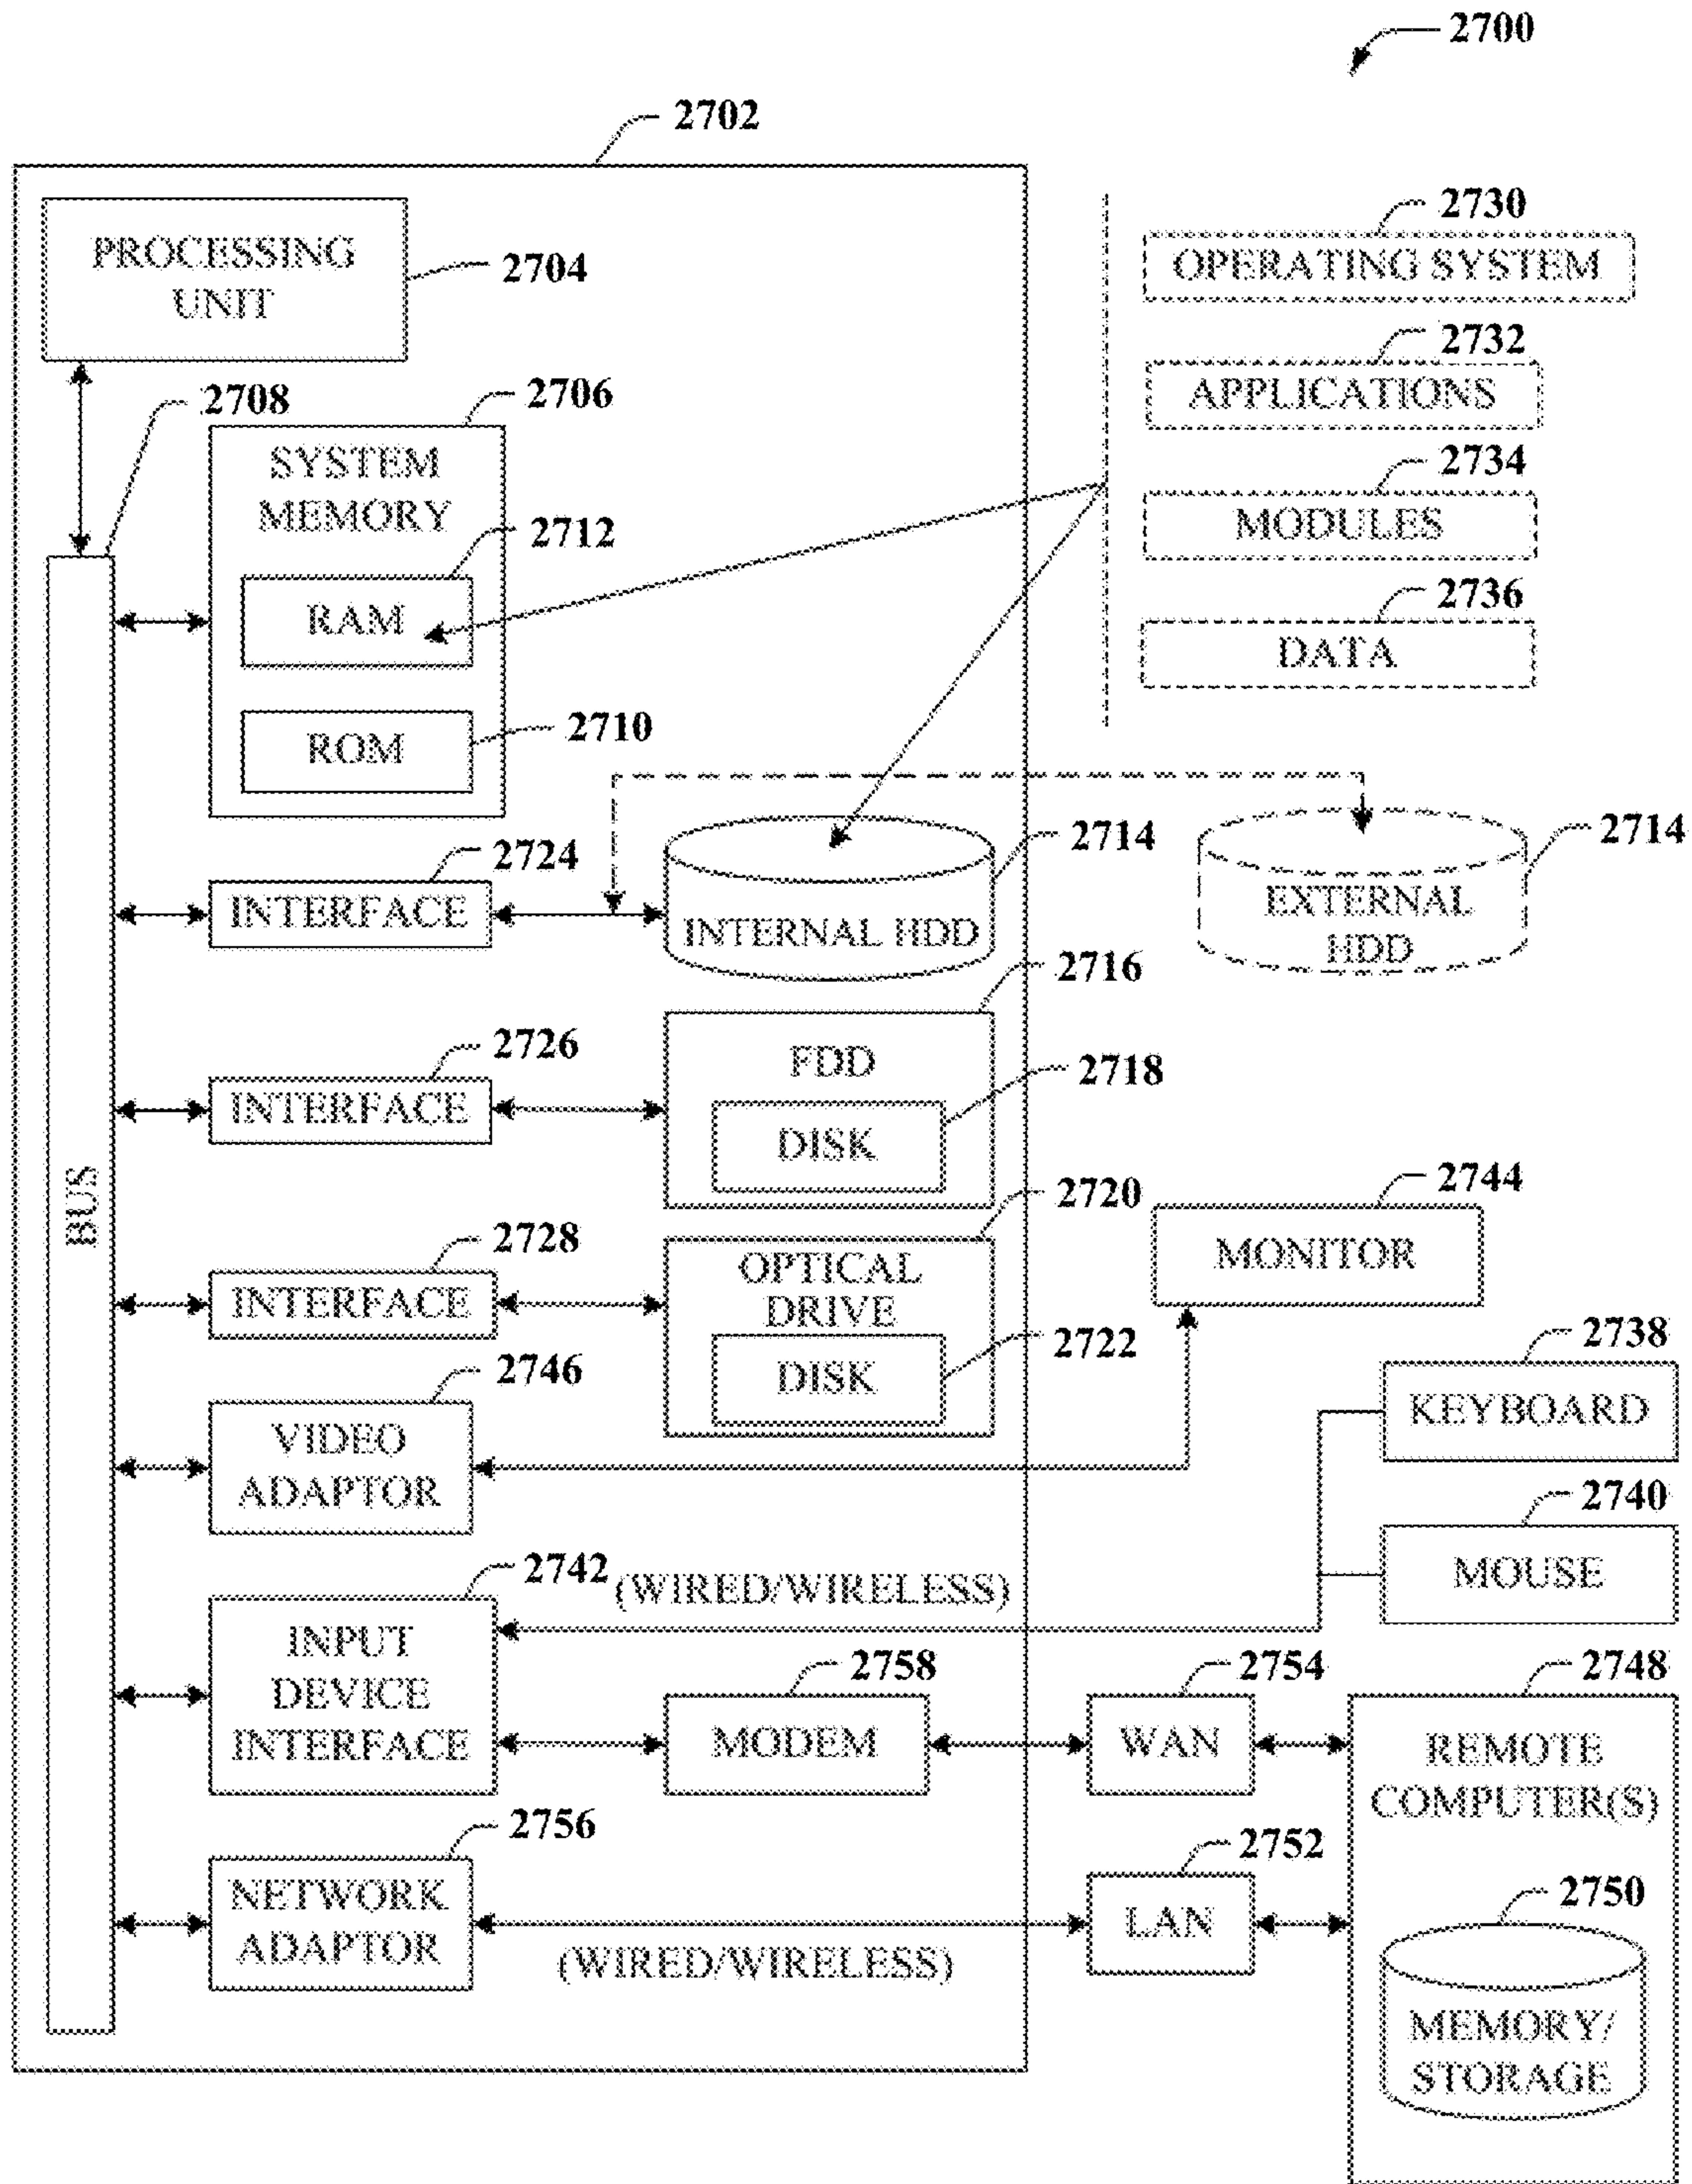 2700
2702
PROCESSING
UNIT
2704
2730
OPERATING SYSTEM
2732
APPLICATIONS
2734
MODULES
2736
DATA
2708
2706
SYSTEM
MEMORY
2712
RAM
2710
ROM
2724
INTERFACE
2714
INTERNAL HDD
2714
EXTERNAL
HDD
2716
FDD
2718
DISK
2726
INTERFACE
BUS
2720
OPTICAL
DRIVE
2722
DISK
2728
INTERFACE
2744
MONITOR
2746
VIDEO
ADAPTOR
2738
KEYBOARD
2740
MOUSE
2742
(WIRED/WIRELESS)
INPUT
DEVICE
INTERFACE
2758
MODEM
2754
WAN
2748
REMOTE
COMPUTER(S)
2756
NETWORK
ADAPTOR
(WIRED/WIRELESS)
2752
LAN
2750
MEMORY/
STORAGE